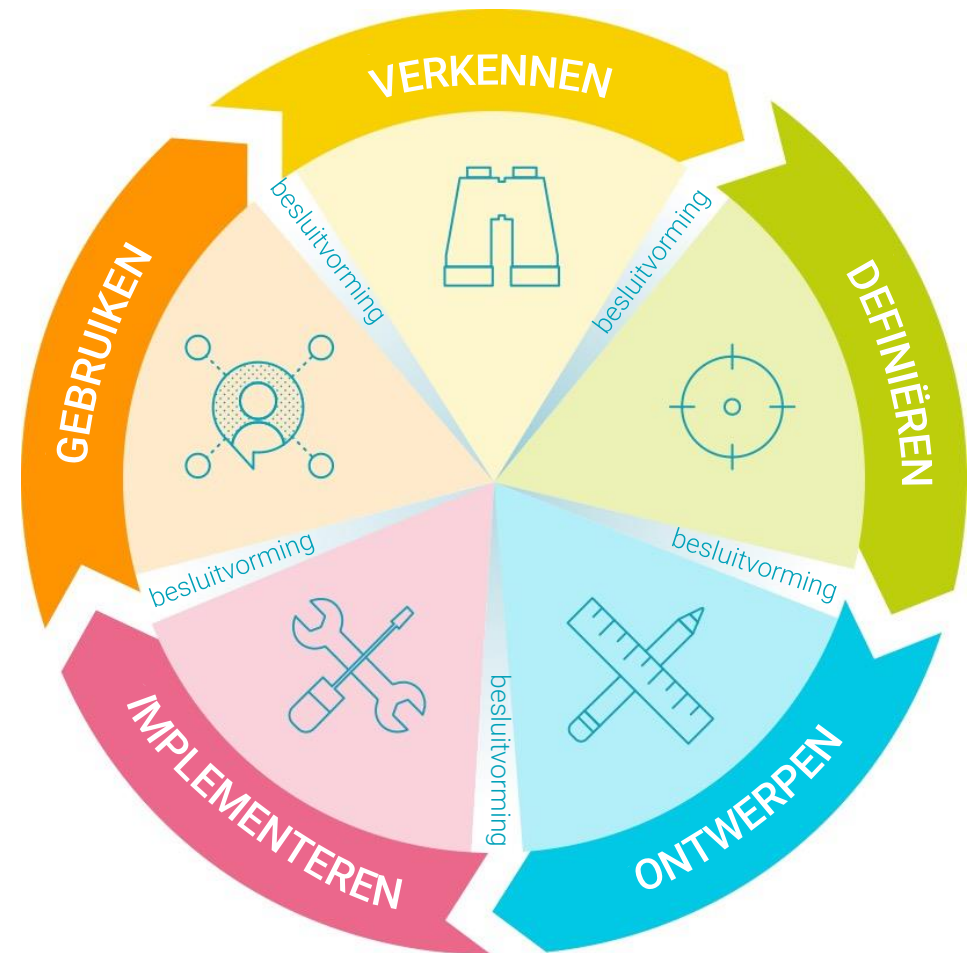 VERKENNEN
besluitvorming
DEFINIËREN
besluitvorming
ONTWERPEN
besluitvorming
IMPLEMENTEREN
besluitvorming
GEBRUIKEN
besluitvorming